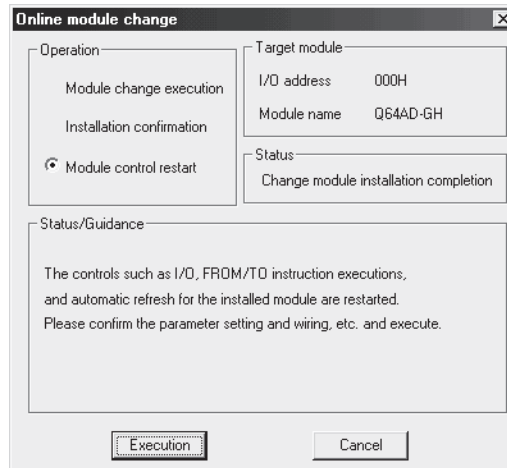 Online module change
Operation
Module change execution
Installation confirmation
Module control restart
Target module
I/O address 000H
Module name Q64AD-GH
Status
Change module installation completion
Status/Guidance
The controls such as I/O, FROM/TO instruction executions,
and automatic refresh for the installed module are restarted.
Please confirm the parameter setting and wiring, etc. and execute.
Execution Cancel